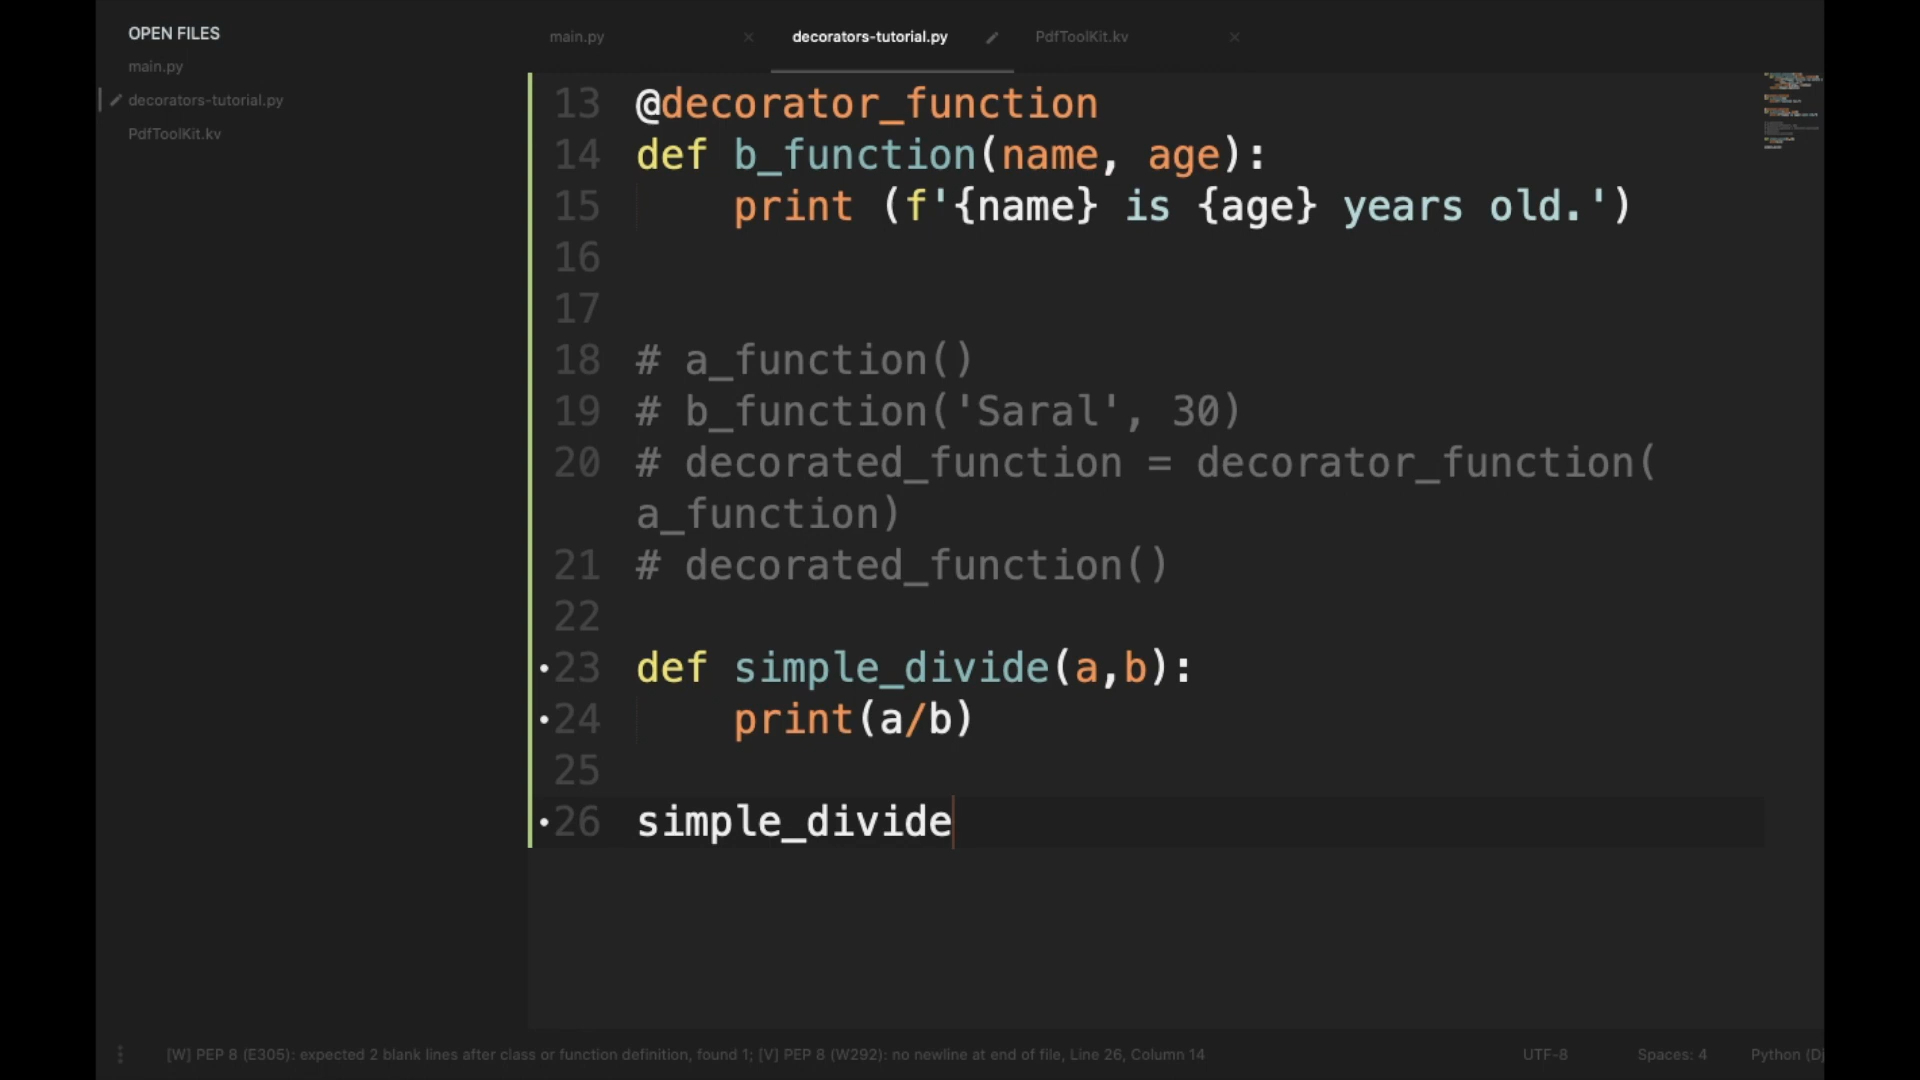 OPEN FILES
main.py
decorators-tutorial.py
PdfToolKit.kv
main.py × decorators-tutorial.py PdfToolKit.kv ×
13 @decorator_function
14 def b_function(name, age):
15 print (f'{name} is {age} years old.')
16
17
18 # a_function()
19 # b_function('Saral', 30)
20 # decorated_function = decorator_function(
a_function)
21 # decorated_function()
22
23 def simple_divide(a,b):
24 print(a/b)
25
26 simple_divide
[W] PEP 8 (E305): expected 2 blank lines after class or function definition, found 1; [V] PEP 8 (W292): no newline at end of file, Line 26, Column 14 UTF-8 Spaces: 4 Python (Dj